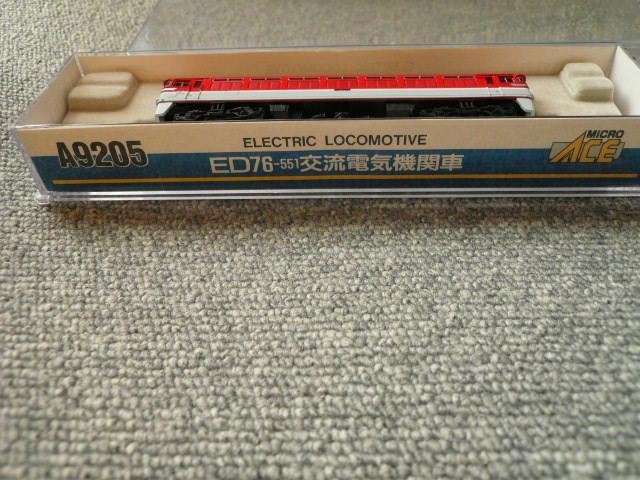 A9205
ELECTRIC LOCOMOTIVE
ED76-551交流電気機関車
MICRO
ACE